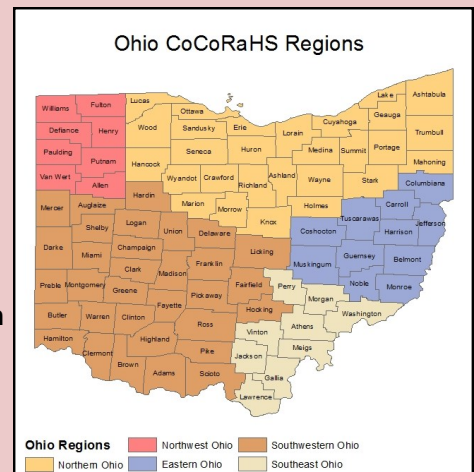 Ohio CoCoRaHS Regions
Williams Fulton Lucas Ottawa Lake Ashtabula
Defiance Henry Wood Sandusky Erie Lorain Cuyahoga Geauga Trumbull
Paulding Putnam Hancock Seneca Huron Medina Summit Portage Mahoning
Van Wert Allen Wyandot Crawford Richland Ashland Wayne Stark Columbiana
Mercer Auglaize Hardin Marion Morrow Knox Holmes Tuscarawas Carroll Jefferson
Shelby Logan Union Delaware Licking Coshocton Harrison
Darke Miami Champaign Franklin Muskingum Guernsey Belmont
Clark Madison
Preble Montgomery Greene Fayette Pickaway Fairfield Perry Morgan Noble Monroe
Butler Warren Clinton Ross Hocking Athens Washington
Hamilton Clermont Highland Vinton Meigs
Brown Adams Pike Scioto Jackson Gallia
Lawrence
Ohio Regions
Northwest Ohio Southwestern Ohio
Northern Ohio Eastern Ohio Southeast Ohio
n